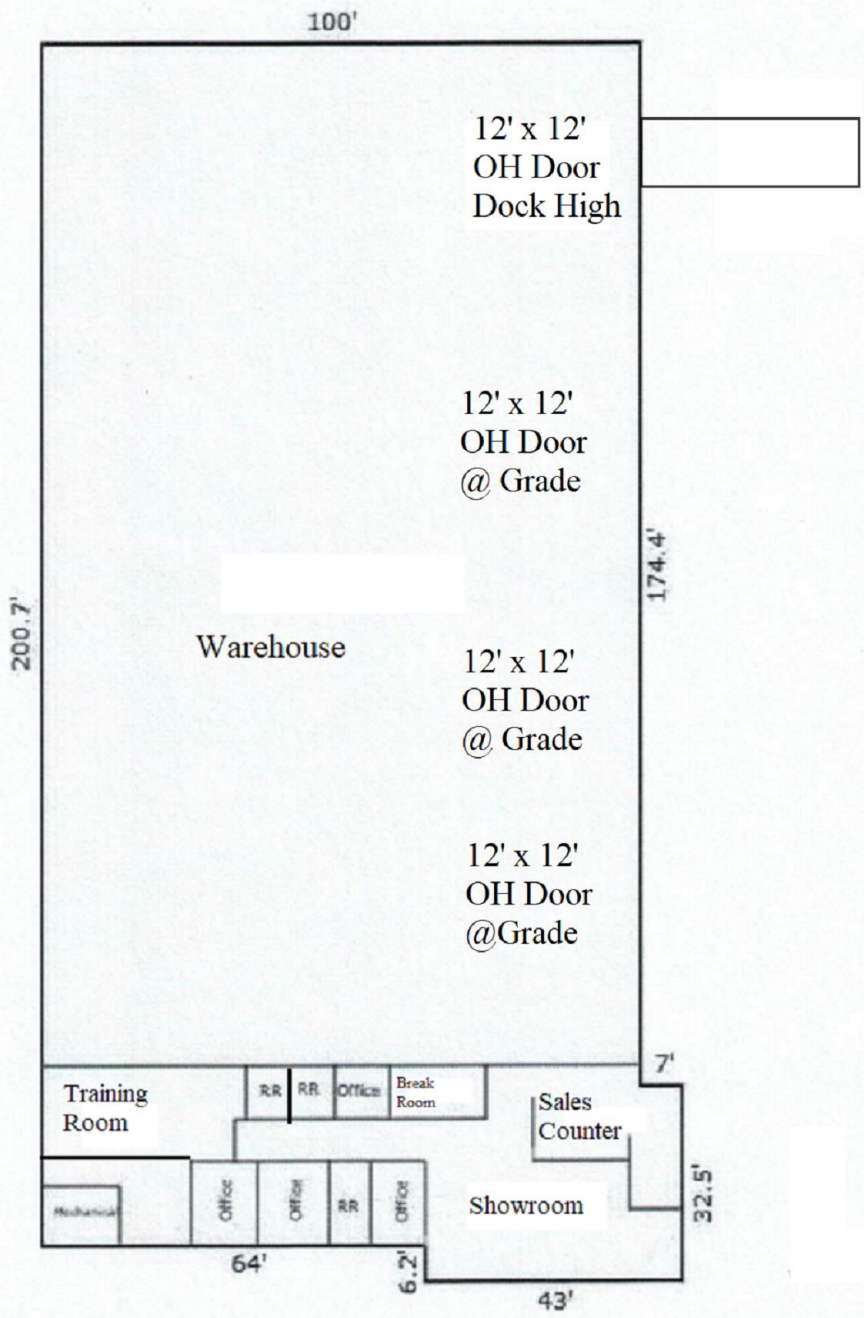 100'
12' x 12'
OH Door
Dock High
12' x 12'
OH Door
@ Grade
174.4'
200.7'
Warehouse
12' x 12'
OH Door
@ Grade
12' x 12'
OH Door
@Grade
7'
Training
Room
RR
RR
Office
Break
Room
Sales
Counter
Mechanical
Office
Office
RR
Office
Showroom
32.5'
64'
6.2'
43'